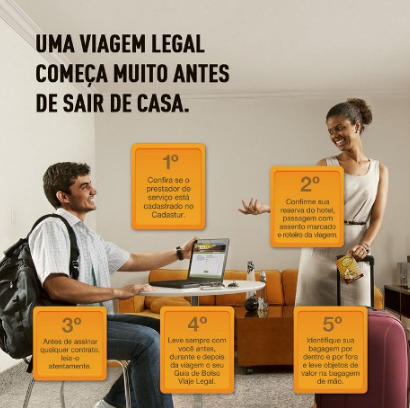 UMA VIAGEM LEGAL
COMEÇA MUITO ANTES
DE SAIR DE CASA.
1º
Confira se o
prestador de
serviço está
cadastrado no
Cadastur.
2º
Confirme sua
reserva do hotel,
passagem com
assento marcado
e roteiro da viagem.
3º
Antes de assinar
qualquer contrato,
leia-o
atentamente.
4º
Leve sempre com
você antes,
durante e depois
da viagem o seu
Guia de Bolso
Viaje Legal.
5º
Identifique sua
bagagem por
dentro e por fora
e leve objetos de
valor na bagagem
de mão.